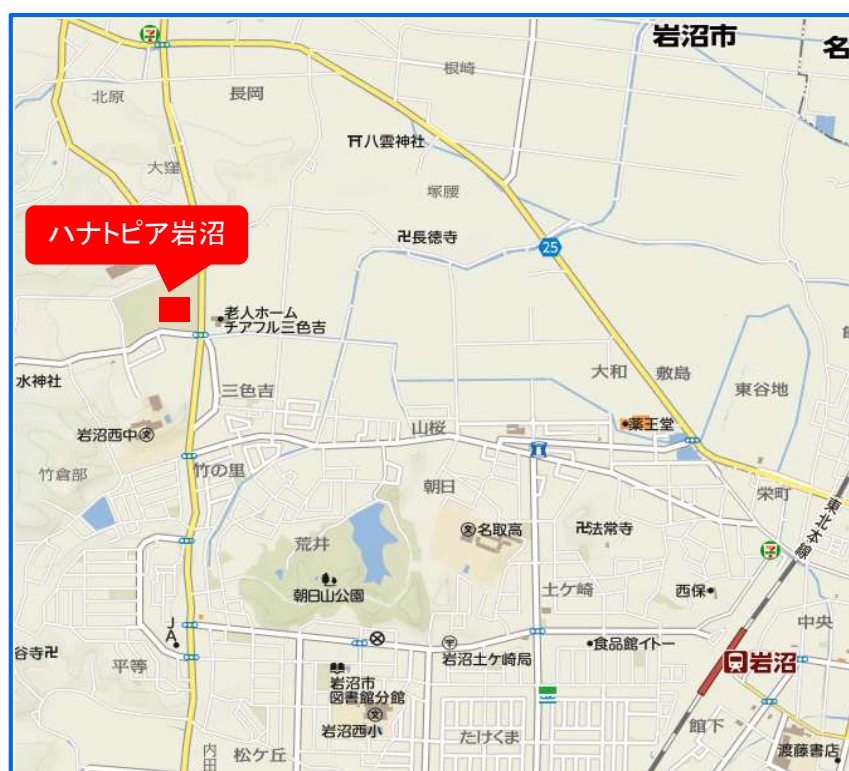 岩沼市
名
根崎
北原
長岡
八雲神社
大窪
塚腰
ハナトピア岩沼
卍長徳寺
25
老人ホーム
チアフル三色吉
大和
敷島
東谷地
水神社
三色吉
岩沼西中
山桜
薬王堂
竹の里
竹倉部
朝日
栄町
東北本線
名取高
卍法常寺
荒井
朝日山公園
土ケ崎
西保
中央
JA
谷寺卍
平等
岩沼土ケ崎局
食品館イトー
岩沼
岩沼市
図書館分館
岩沼西小
館下
たけくま
内田
松ケ丘
渡藤書店